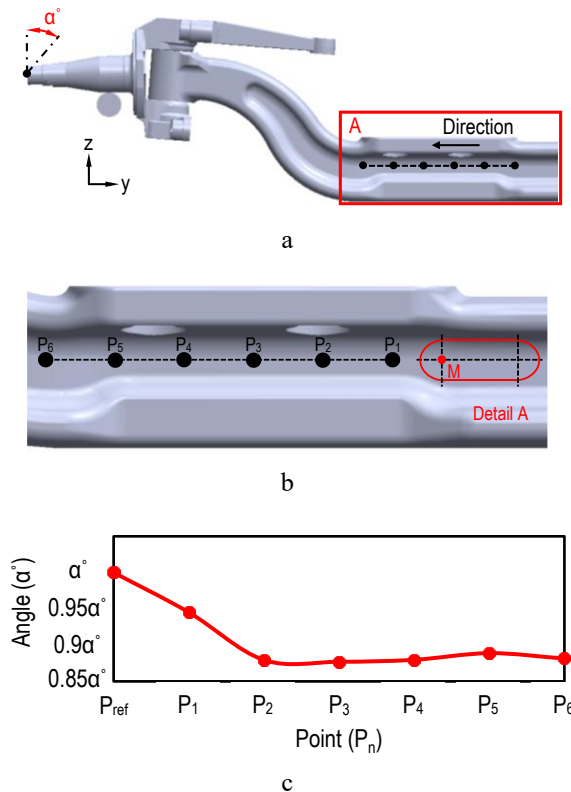 α°
A
Direction
z
y
a
P₆ P₅ P₄ P₃ P₂ P₁
M
Detail A
b
Angle (α°)
α°
0.95α°
0.9α°
0.85α°
Pref P₁ P₂ P₃ P₄ P₅ P₆
Point (Pₙ)
c